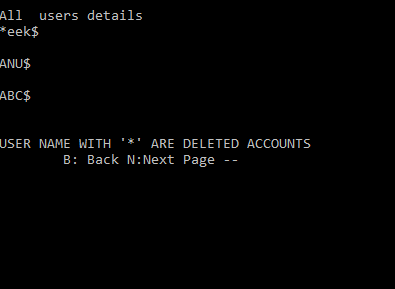 All  users details
*eek$
ANU$
ABC$
USER NAME WITH '*' ARE DELETED ACCOUNTS
B: Back N:Next Page --